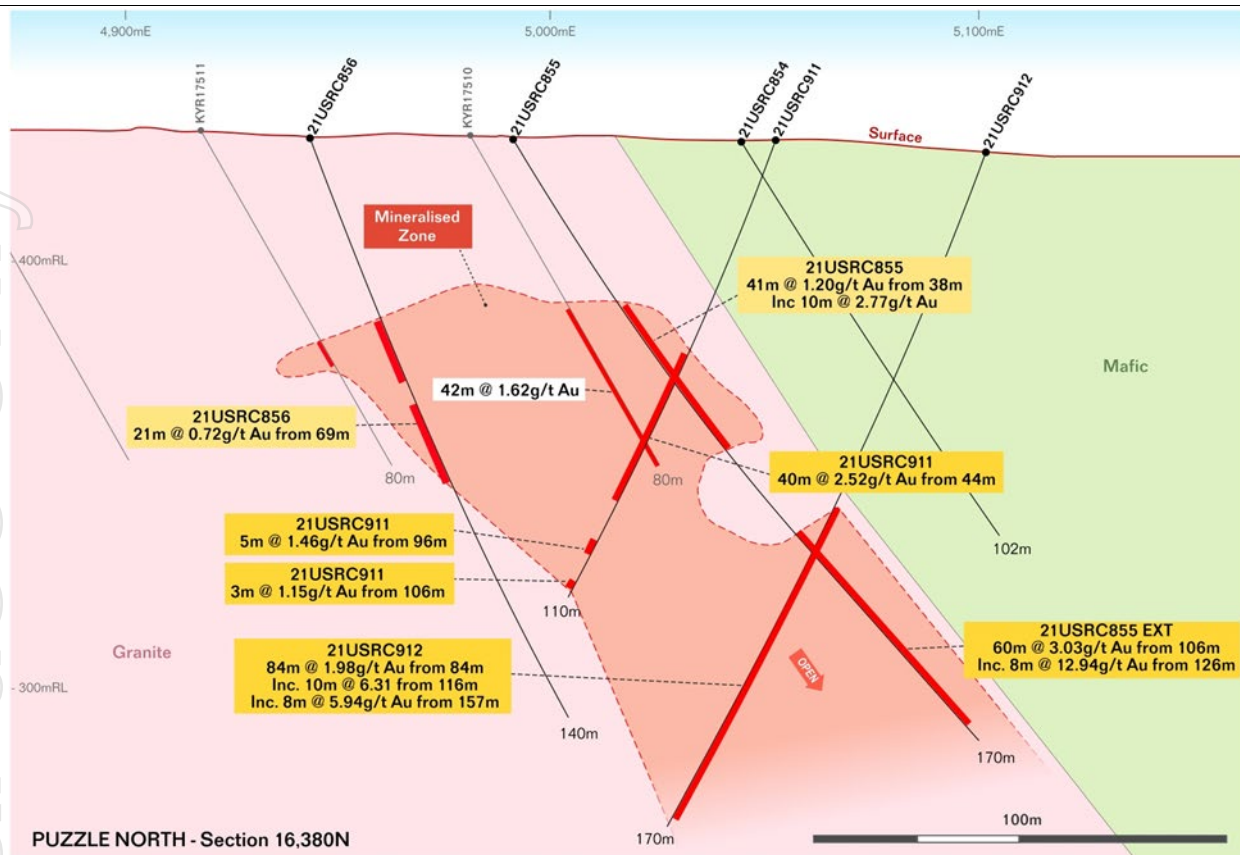 4,900mE
5,000mE
5,100mE
KYR17511
21USRC856
KYR17510
21USRC855
21USRC854
21USRC911
21USRC912
Surface
Mineralised
Zone
400mRL
21USRC855
41m @ 1.20g/t Au from 38m
Inc 10m @ 2.77g/t Au
Mafic
42m @ 1.62g/t Au
21USRC856
21m @ 0.72g/t Au from 69m
80m
80m
21USRC911
40m @ 2.52g/t Au from 44m
21USRC911
5m @ 1.46g/t Au from 96m
102m
21USRC911
3m @ 1.15g/t Au from 106m
110m
Granite
21USRC912
84m @ 1.98g/t Au from 84m
Inc. 10m @ 6.31 from 116m
Inc. 8m @ 5.94g/t Au from 157m
OPEN
21USRC855 EXT
60m @ 3.03g/t Au from 106m
Inc. 8m @ 12.94g/t Au from 126m
300mRL
140m
170m
170m
100m
PUZZLE NORTH - Section 16,380N